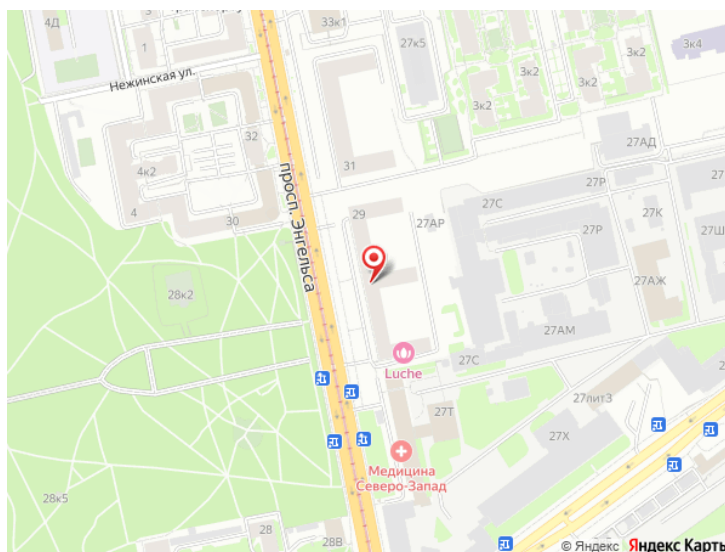 4Д
1
33к1
27к5
3к4
3к2
3к2
3к2
3к2
Нежинская ул.
32
4к2
4
30
31
29
просп. Энгельса
27АД
27Р
27С
27АР
27К
27Р
27Ш
27АЖ
28к2
27АМ
27С
Luche
27Т
27лит3
27Х
Медицина
Северо-Запад
28к5
28
28В
© Яндекс Яндекс Карты